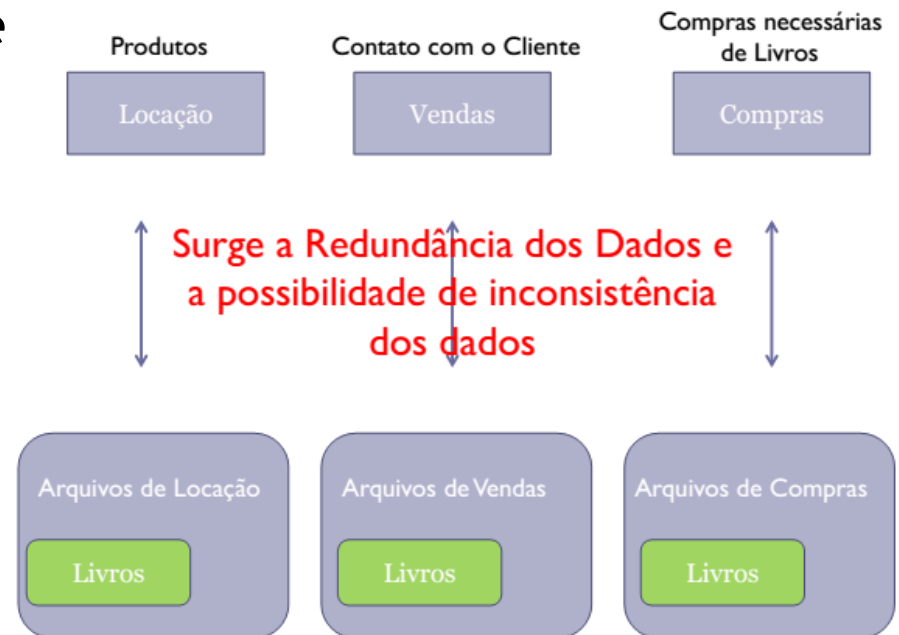 Produtos
Contato com o Cliente
Compras necessárias
de Livros
Locação
Vendas
Compras
Surge a Redundância dos Dados e
a possibilidade de inconsistência
dos dados
Arquivos de Locação
Arquivos de Vendas
Arquivos de Compras
Livros
Livros
Livros